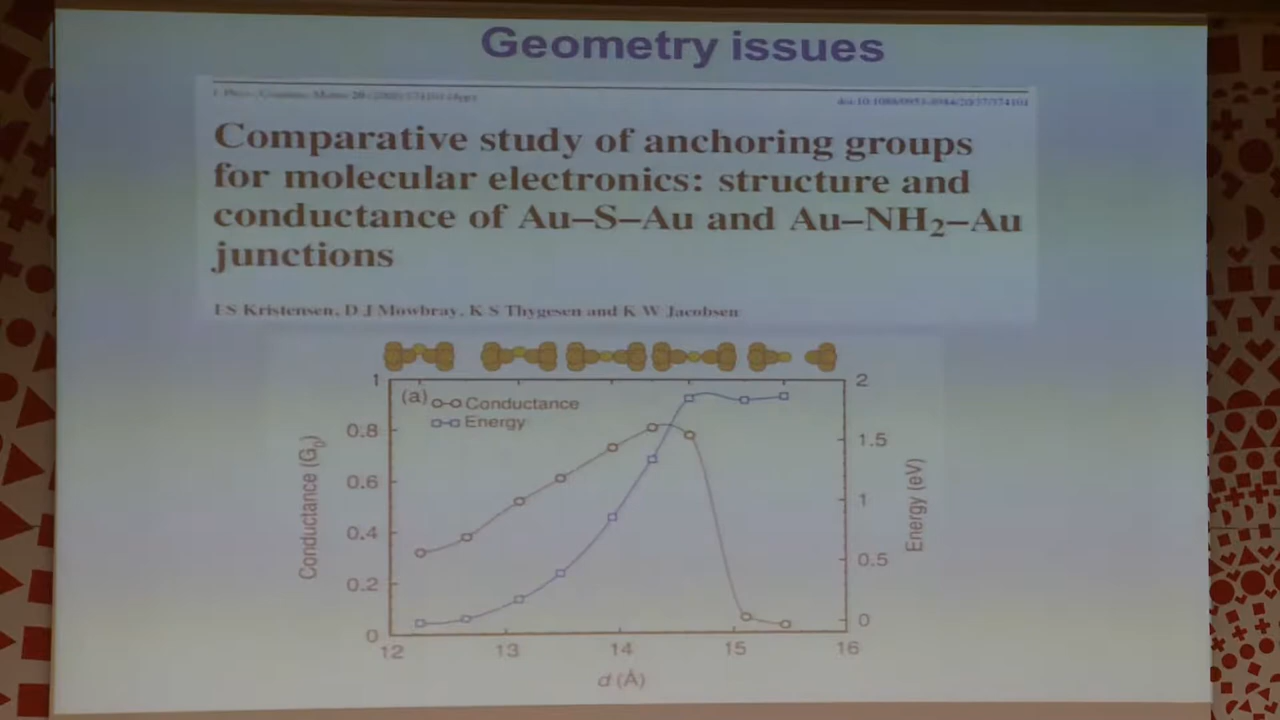 Geometry issues
Comparative study of anchoring groups
for molecular electronics: structure and
conductance of Au–S–Au and Au–NH2–Au
junctions
I S Kristensen, D J Mowbray, K S Thygesen and K W Jacobsen
(a)
Conductance
Energy
1
0.8
0.6
0.4
0.2
0
Conductance (G0)
2
1.5
1
0.5
0
Energy (eV)
12 13 14 15 16
d (Å)